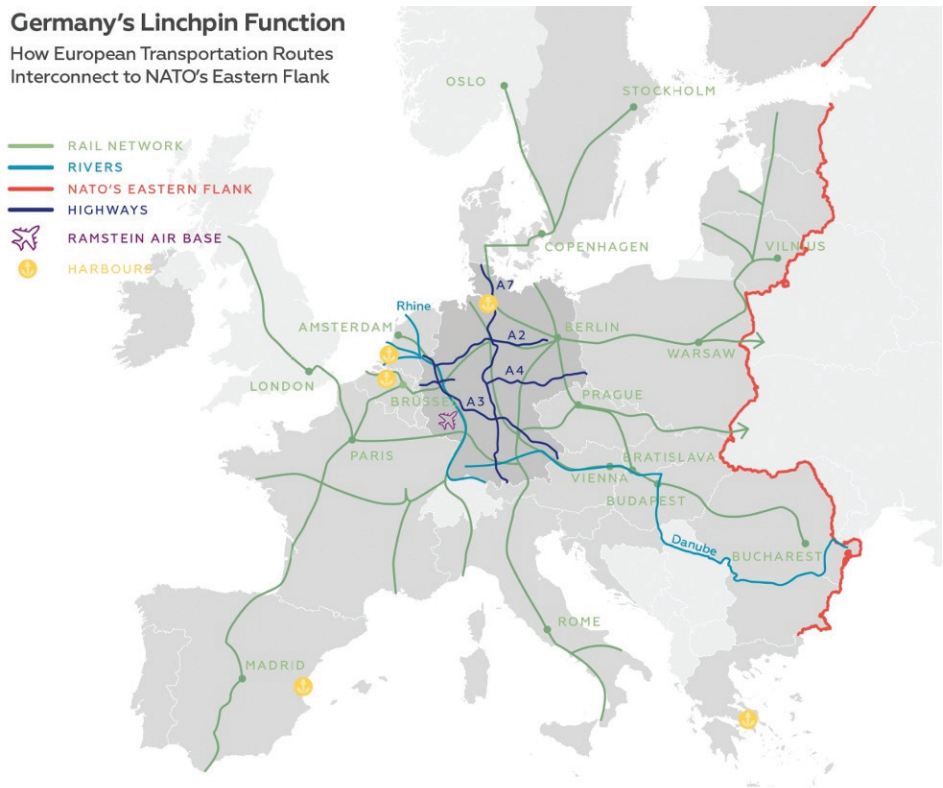 Germany's Linchpin Function
How European Transportation Routes
Interconnect to NATO's Eastern Flank
RAIL NETWORK
RIVERS
NATO'S EASTERN FLANK
HIGHWAYS
RAMSTEIN AIR BASE
HARBOURS
OSLO
STOCKHOLM
COPENHAGEN
VILNIUS
A7
Rhine
AMSTERDAM
BERLIN
A2
WARSAW
A4
LONDON
BRÜSSEL
A3
PRAGUE
PARIS
BRATISLAVA
VIENNA
BUDAPEST
Danube
BUCHAREST
ROME
MADRID